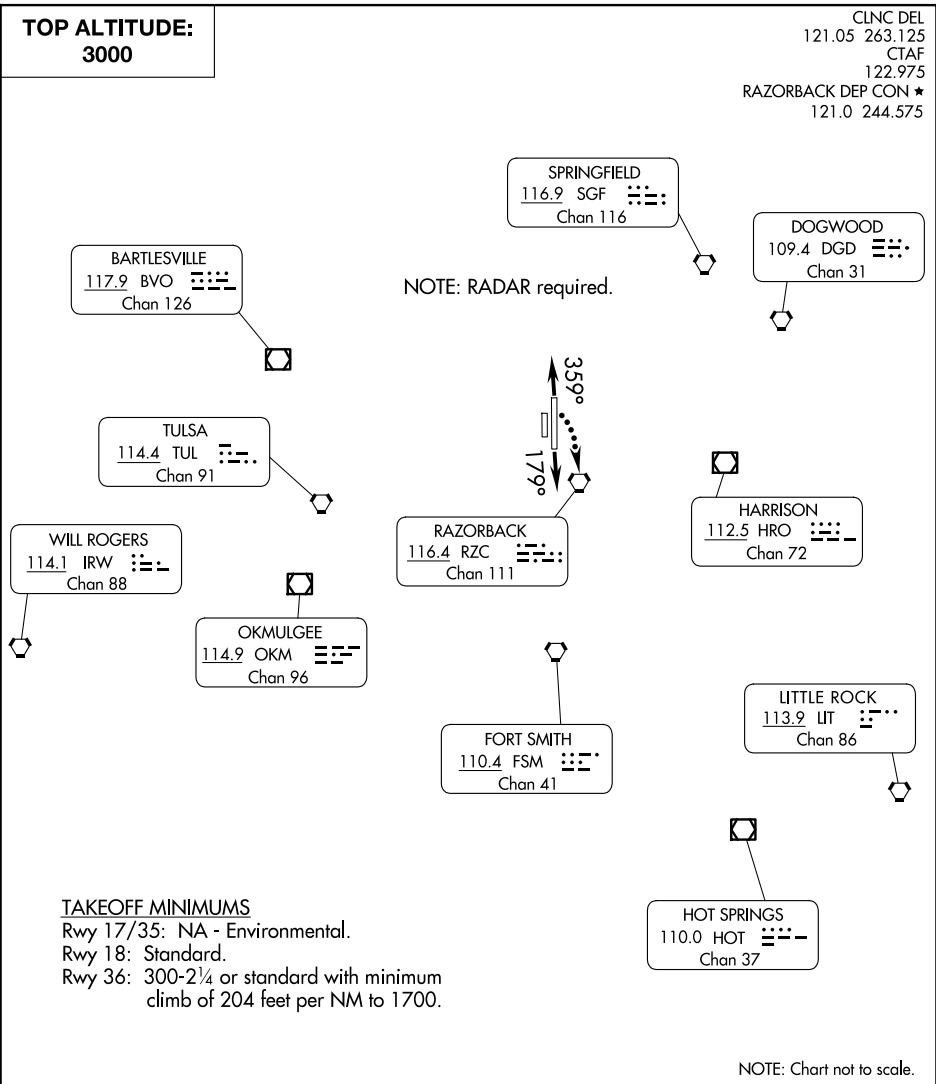 TOP ALTITUDE:
3000
CLNC DEL
121.05 263.125
CTAF
122.975
RAZORBACK DEP CON ★
121.0 244.575
SPRINGFIELD
116.9 SGF
Chan 116
DOGWOOD
109.4 DGD
Chan 31
BARTLESVILLE
117.9 BVO
Chan 126
NOTE: RADAR required.
359°
179°
TULSA
114.4 TUL
Chan 91
HARRISON
112.5 HRO
Chan 72
RAZORBACK
116.4 RZC
Chan 111
WILL ROGERS
114.1 IRW
Chan 88
OKMULGEE
114.9 OKM
Chan 96
LITTLE ROCK
113.9 LIT
Chan 86
FORT SMITH
110.4 FSM
Chan 41
HOT SPRINGS
110.0 HOT
Chan 37
TAKEOFF MINIMUMS
Rwy 17/35: NA - Environmental.
Rwy 18: Standard.
Rwy 36: 300-2¼ or standard with minimum
climb of 204 feet per NM to 1700.
NOTE: Chart not to scale.